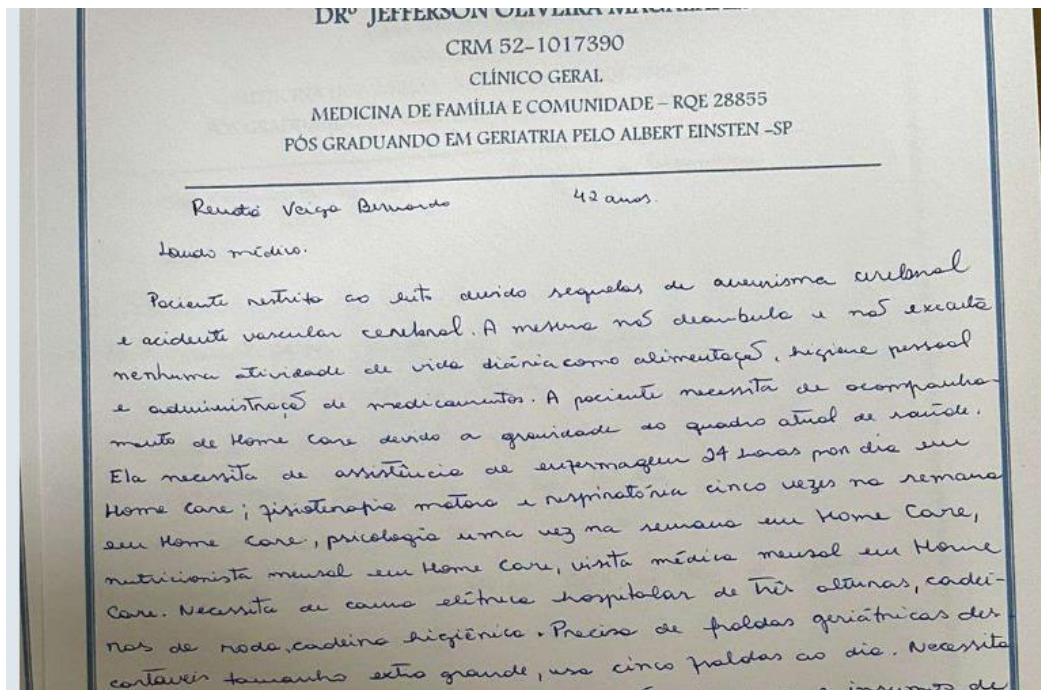 DRº JEFFERSON OLIVEIRA
CRM 52-1017390
CLÍNICO GERAL
MEDICINA DE FAMÍLIA E COMUNIDADE – RQE 28855
PÓS GRADUANDO EM GERIATRIA PELO ALBERT EINSTEN –SP
Renata Veiga Bernardo 42 anos.
Laudo médico.
Paciente restrita ao leito devido sequelas de aneurisma cerebral
e acidente vascular cerebral. A mesma não deambula e não executa
nenhuma atividade de vida diária como alimentação, higiene pessoal
e administração de medicamentos. A paciente necessita de acompanha-
mento de Home Care devido a gravidade do quadro atual de saúde.
Ela necessita de assistência de enfermagem 24 horas por dia em
Home Care; fisioterapia motora e respiratória cinco vezes na semana
em Home Care, psicologia uma vez na semana em Home Care,
nutricionista mensal em Home Care, visita médica mensal em Home
Care. Necessita de cama elétrica hospitalar de três alturas, cadei-
ras de roda, cadeira higiênica. Precisa de fraldas geriátricas des
cartáveis tamanho extra grande, usa cinco fraldas ao dia. Necessita
insumos de